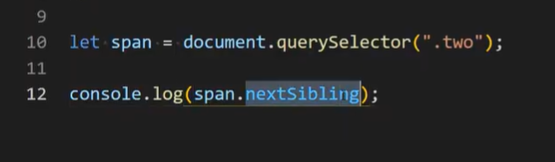 9
10 let span = document.querySelector(".two");
11
12 console.log(span.nextSibling);